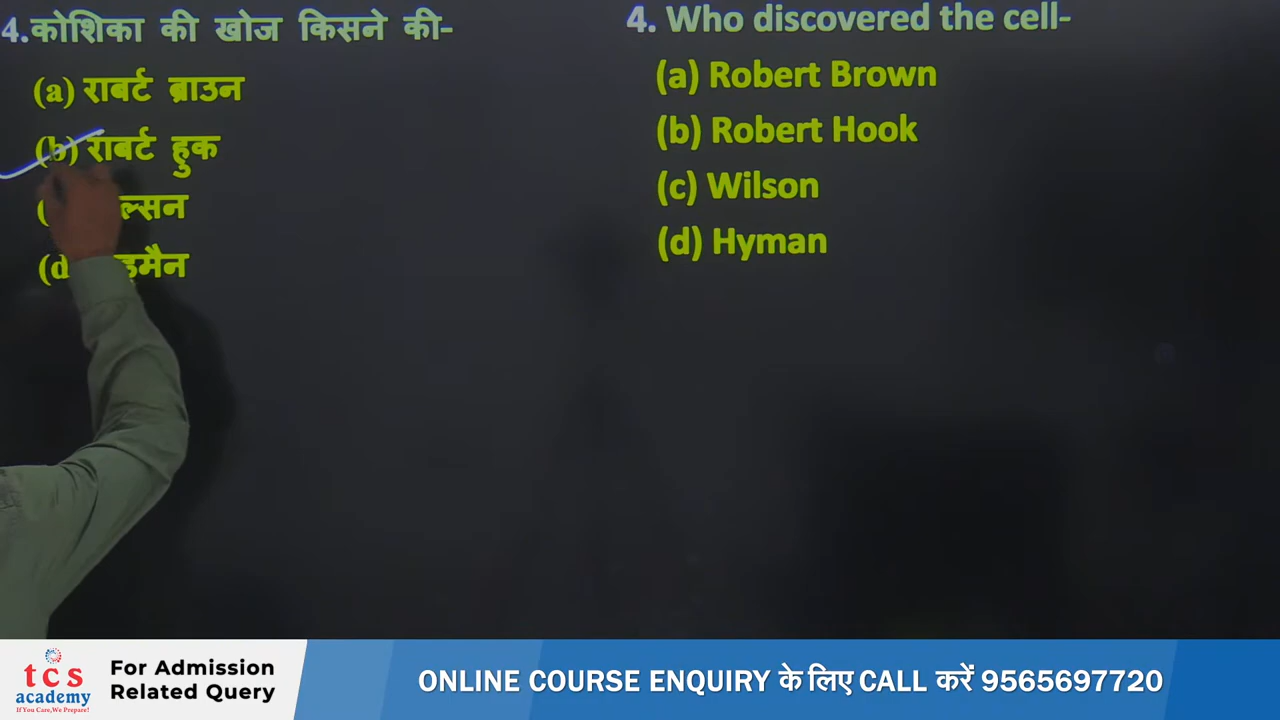 4.कोशिका की खोज किसने की-
(a) राबर्ट ब्राउन
(b) राबर्ट हुक
(d
4. Who discovered the cell-
(a) Robert Brown
(b) Robert Hook
(c) Wilson
(d) Hyman
tcs
academy
If You Care,We Prepare!
For Admission
Related Query
ONLINE COURSE ENQUIRY के लिए CALL करें 9565697720